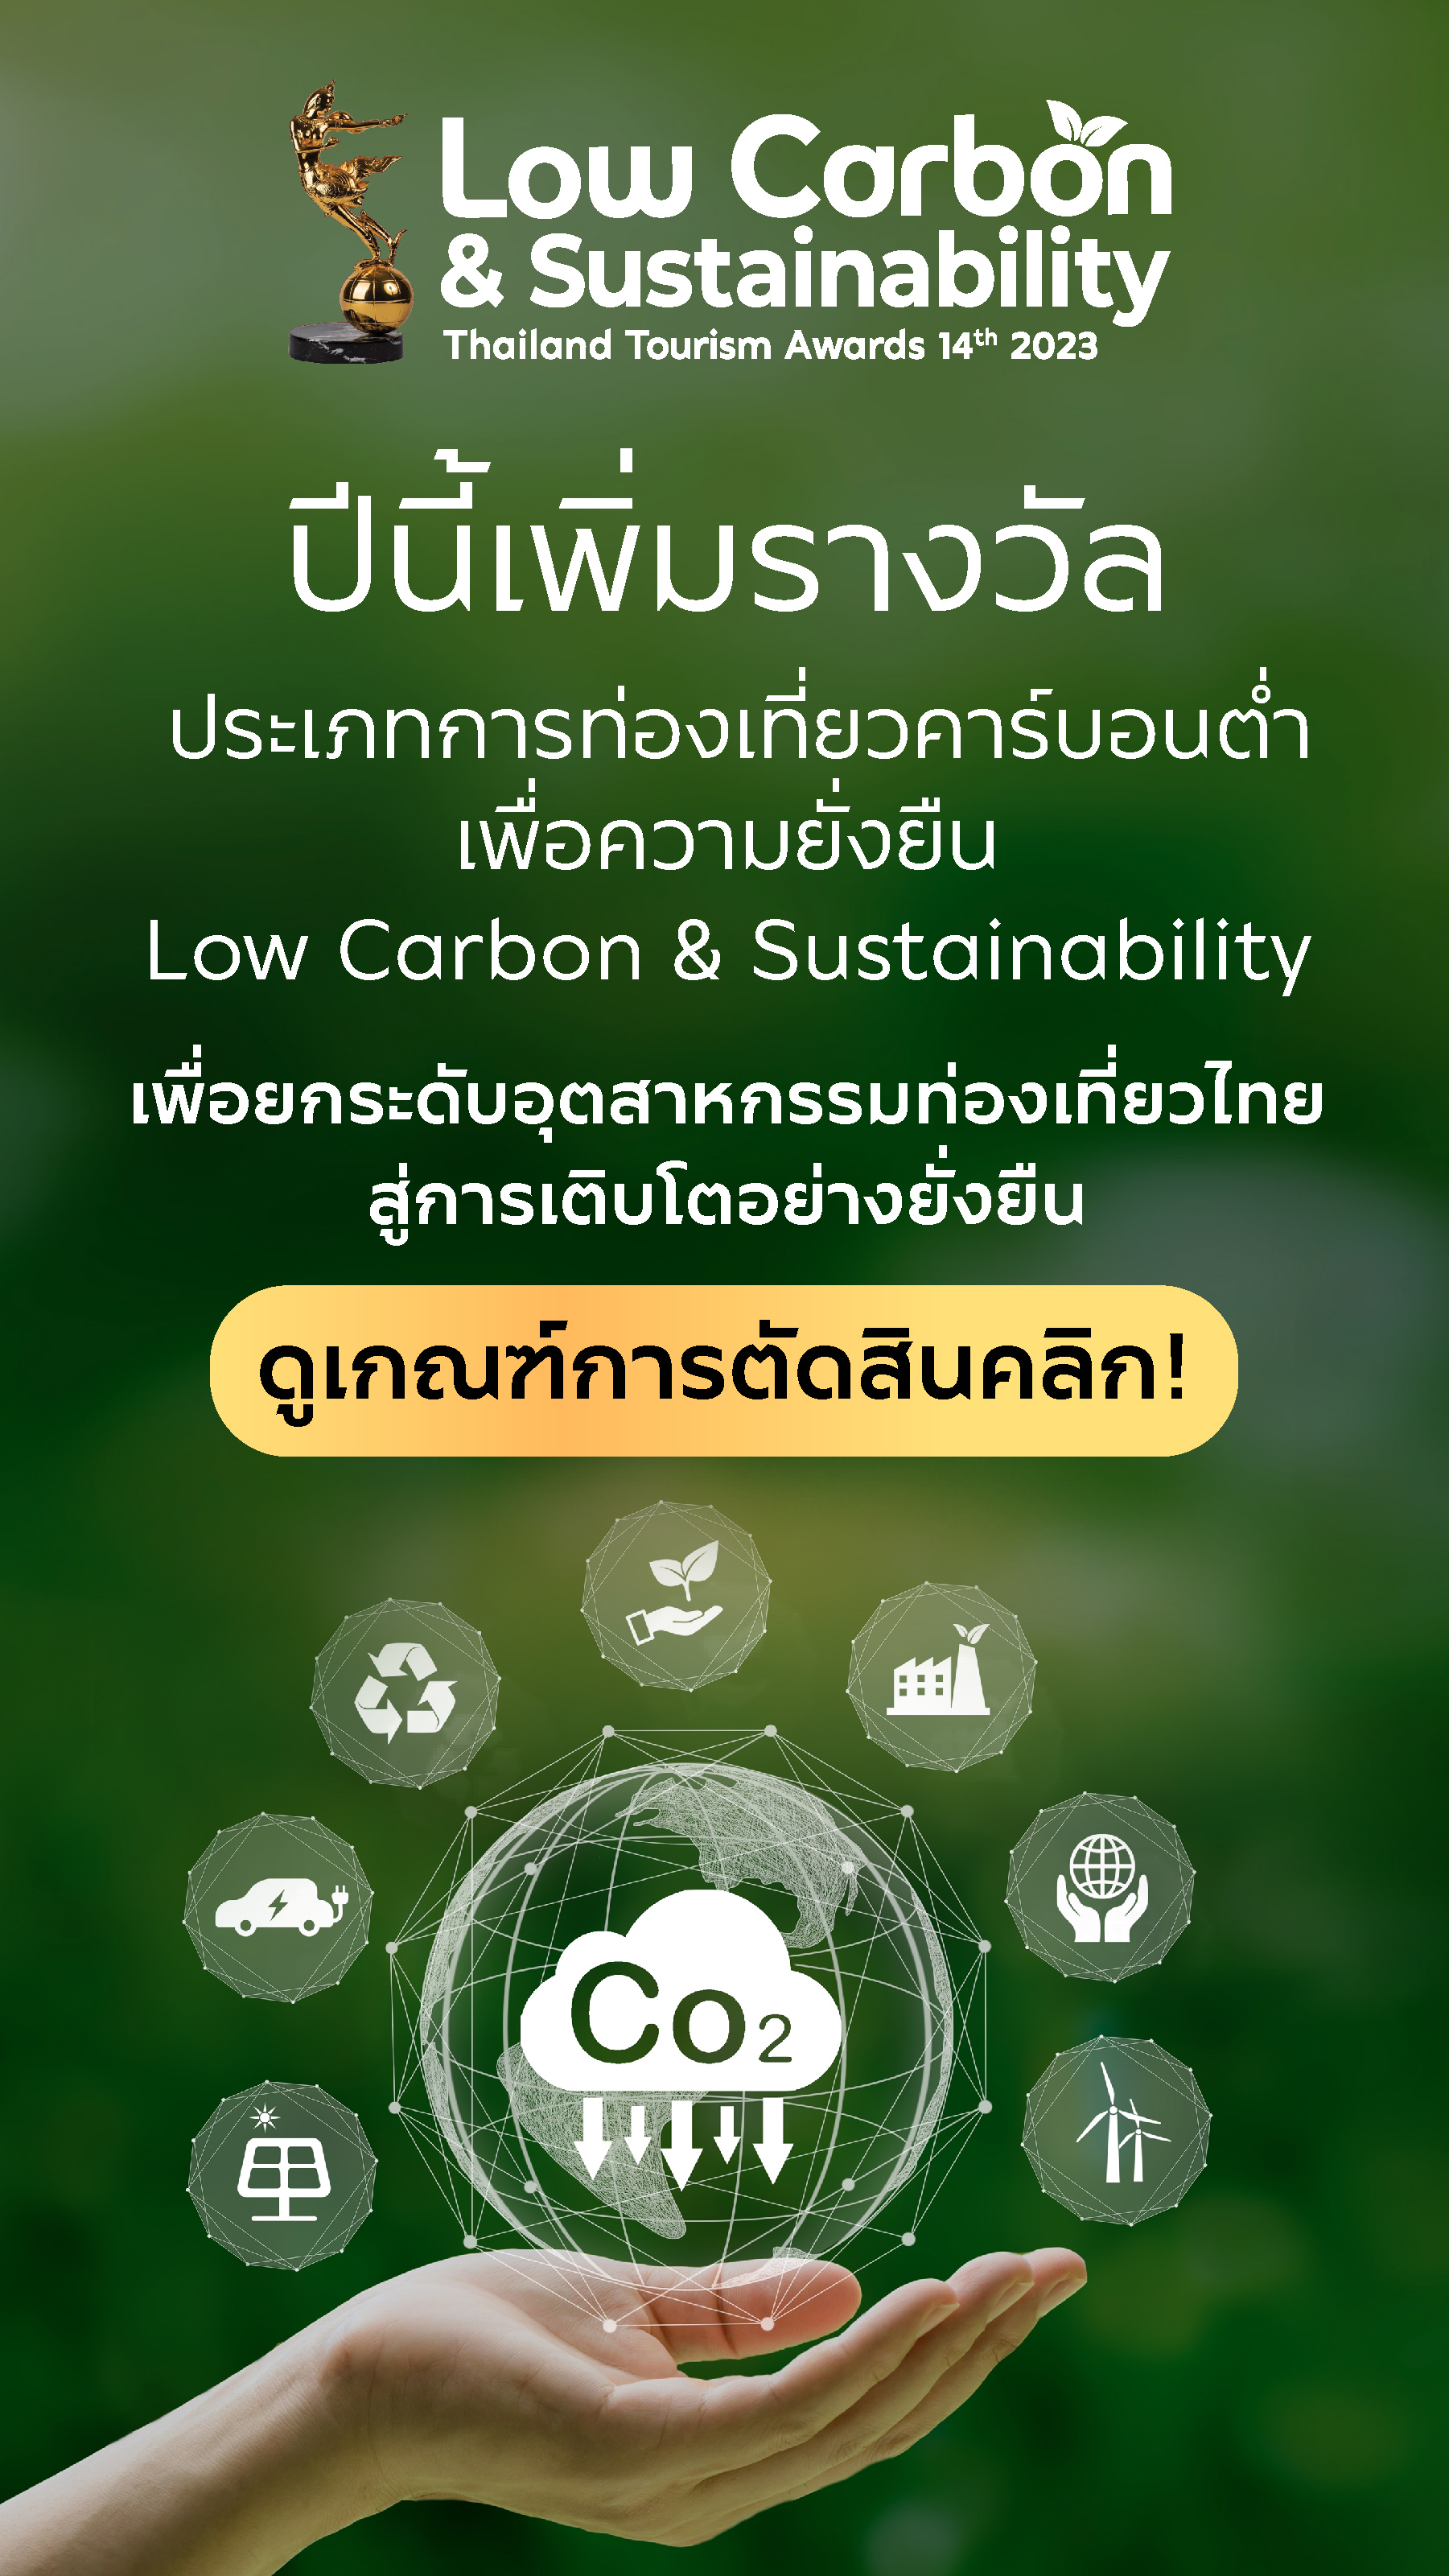 Low Carbon
& Sustainability
Thailand Tourism Awards 14th 2023
ปีนี้เพิ่มรางวัล
ประเภทการท่องเที่ยวคาร์บอนต่ำ
เพื่อความยั่งยืน
Low Carbon & Sustainability
เพื่อยกระดับอุตสาหกรรมท่องเที่ยวไทย
สู่การเติบโตอย่างยั่งยืน
ดูเกณฑ์การตัดสินคลิก!
Co2